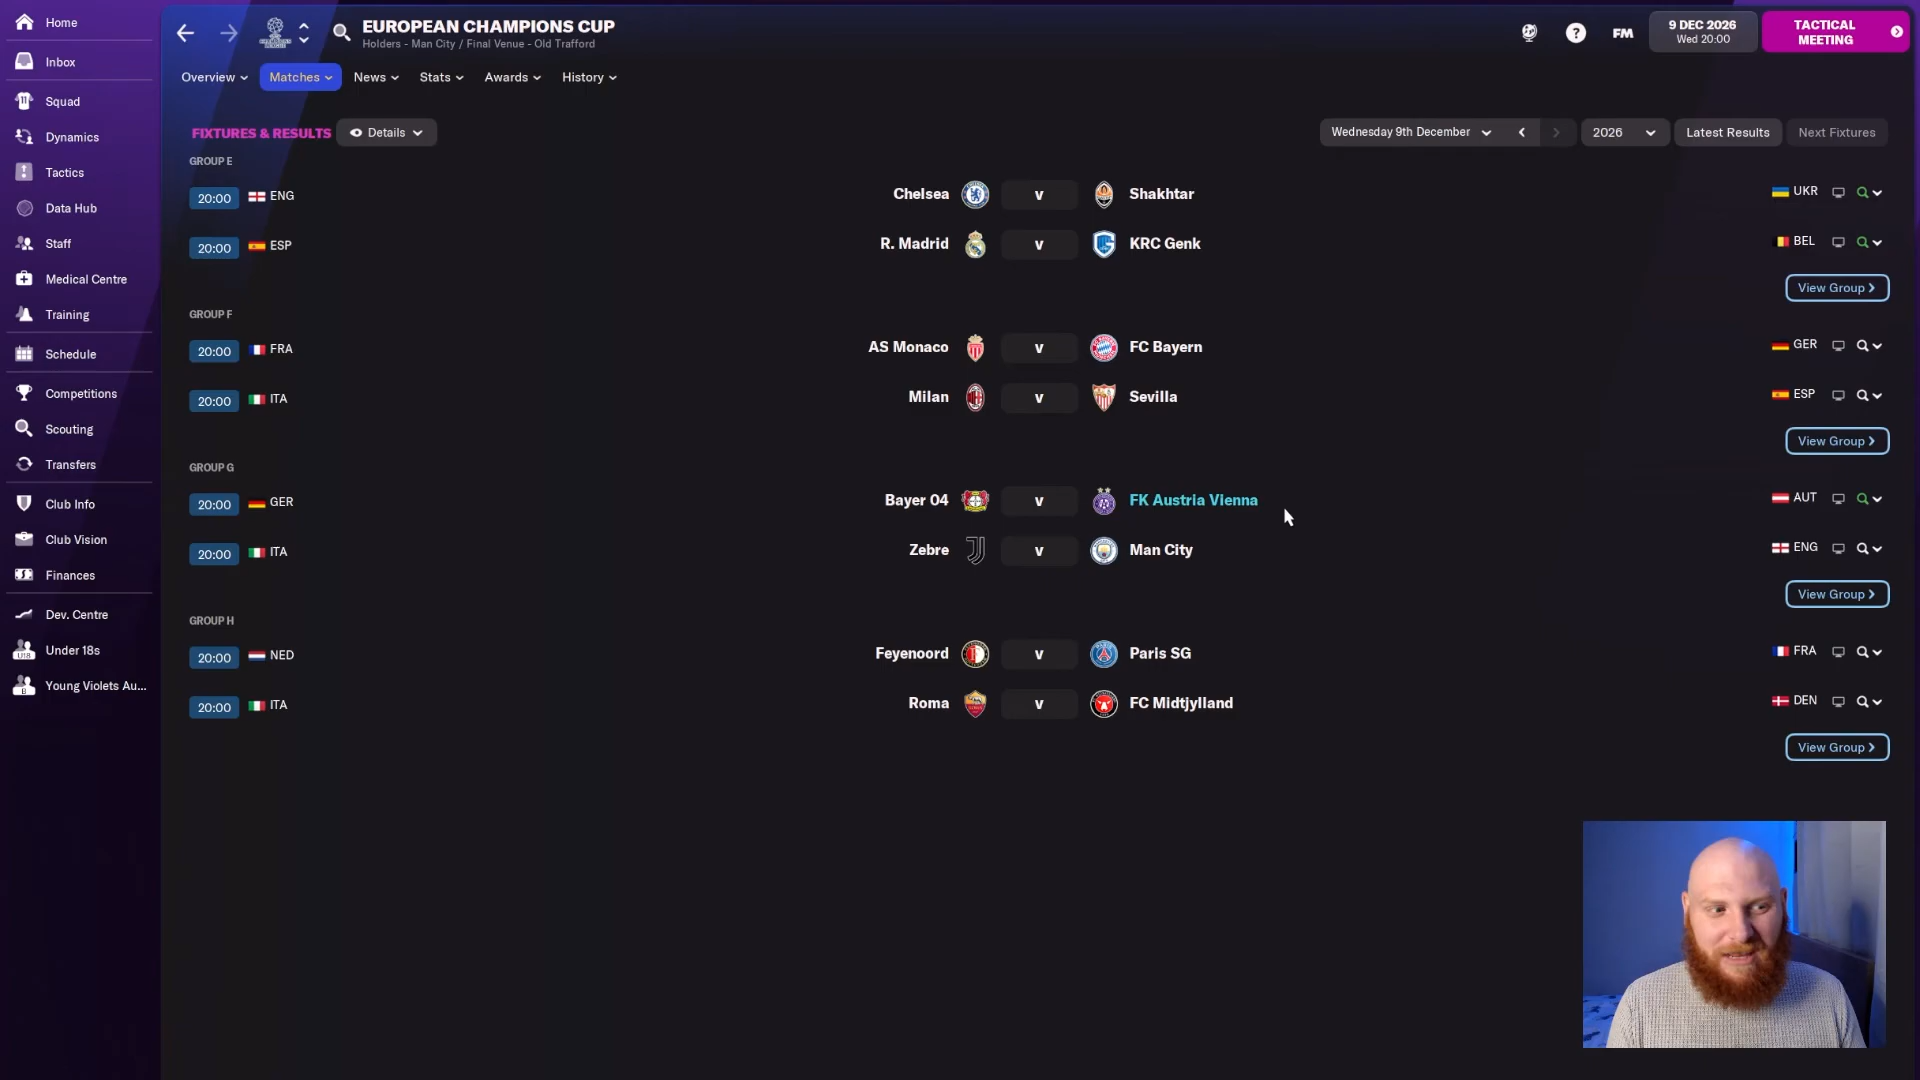 Home
Inbox
Squad
Dynamics
Tactics
Data Hub
Staff
Medical Centre
Training
Schedule
Competitions
Scouting
Transfers
Club Info
Club Vision
Finances
Dev. Centre
Under 18s
Young Violets Au...
EUROPEAN CHAMPIONS CUP
Holders - Man City / Final Venue - Old Trafford
FM
9 DEC 2026
Wed 20:00
TACTICAL
MEETING
Overview Matches News Stats Awards History
FIXTURES & RESULTS Details Wednesday 9th December 2026 Latest Results Next Fixtures
GROUP E
20:00 ENG Chelsea v Shakhtar UKR
20:00 ESP R. Madrid v KRC Genk BEL
View Group
GROUP F
20:00 FRA AS Monaco v FC Bayern GER
20:00 ITA Milan v Sevilla ESP
View Group
GROUP G
20:00 GER Bayer 04 v FK Austria Vienna AUT
20:00 ITA Zebre v Man City ENG
View Group
GROUP H
20:00 NED Feyenoord v Paris SG FRA
20:00 ITA Roma v FC Midtjylland DEN
View Group